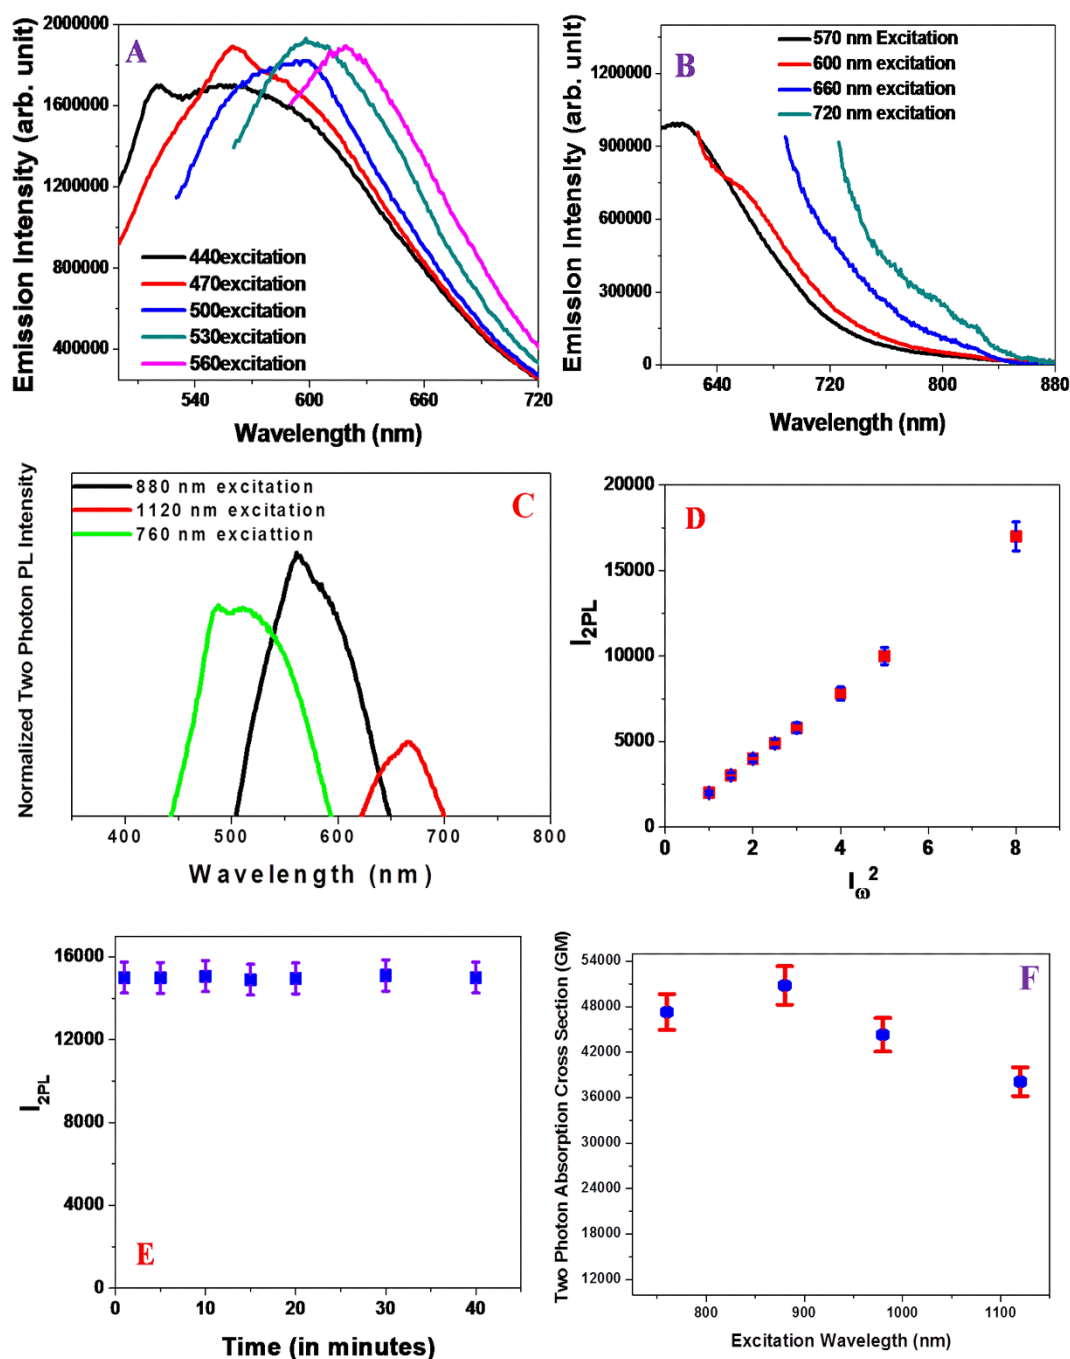 A
Emission Intensity (arb. unit)
2000000
1600000
1200000
800000
400000
440excitation
470excitation
500excitation
530excitation
560excitation
540
600
660
720
Wavelength (nm)
B
Emission Intensity (arb. unit)
1200000
900000
600000
300000
0
570 nm Excitation
600 nm excitation
660 nm excitation
720 nm excitation
640
720
800
880
Wavelength (nm)
C
Normalized Two Photon PL Intensity
880 nm excitation
1120 nm excitation
760 nm exciattion
400
500
600
700
800
Wavelength (nm)
D
I2PL
20000
15000
10000
5000
0
0
2
4
6
8
Iω²
E
I2PL
16000
12000
8000
4000
0
0
10
20
30
40
Time (in minutes)
F
Two Photon Absorption Cross Section (GM)
54000
48000
42000
36000
30000
24000
18000
12000
800
900
1000
1100
Excitation Wavelegth (nm)